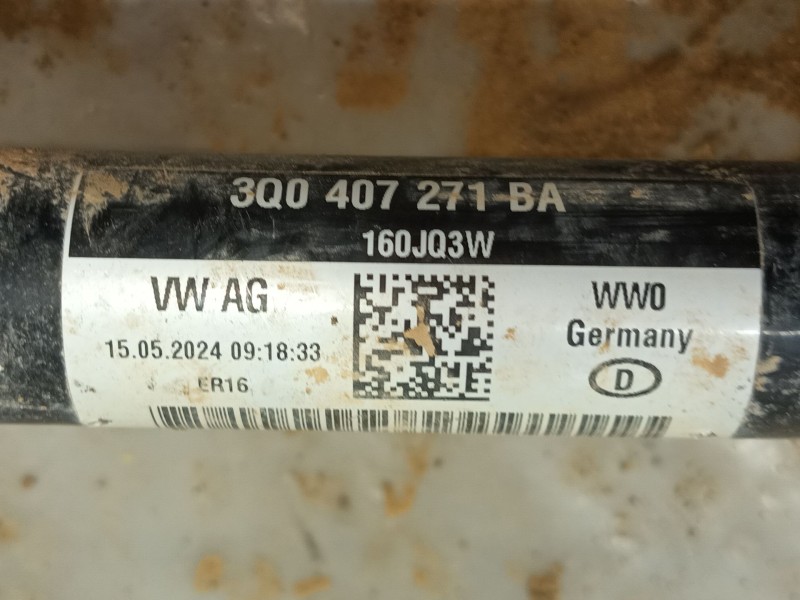 3Q0 407 271 BA
160JQ3W
VW AG
WW0
Germany
15.05.2024 09:18:33
D
ER16